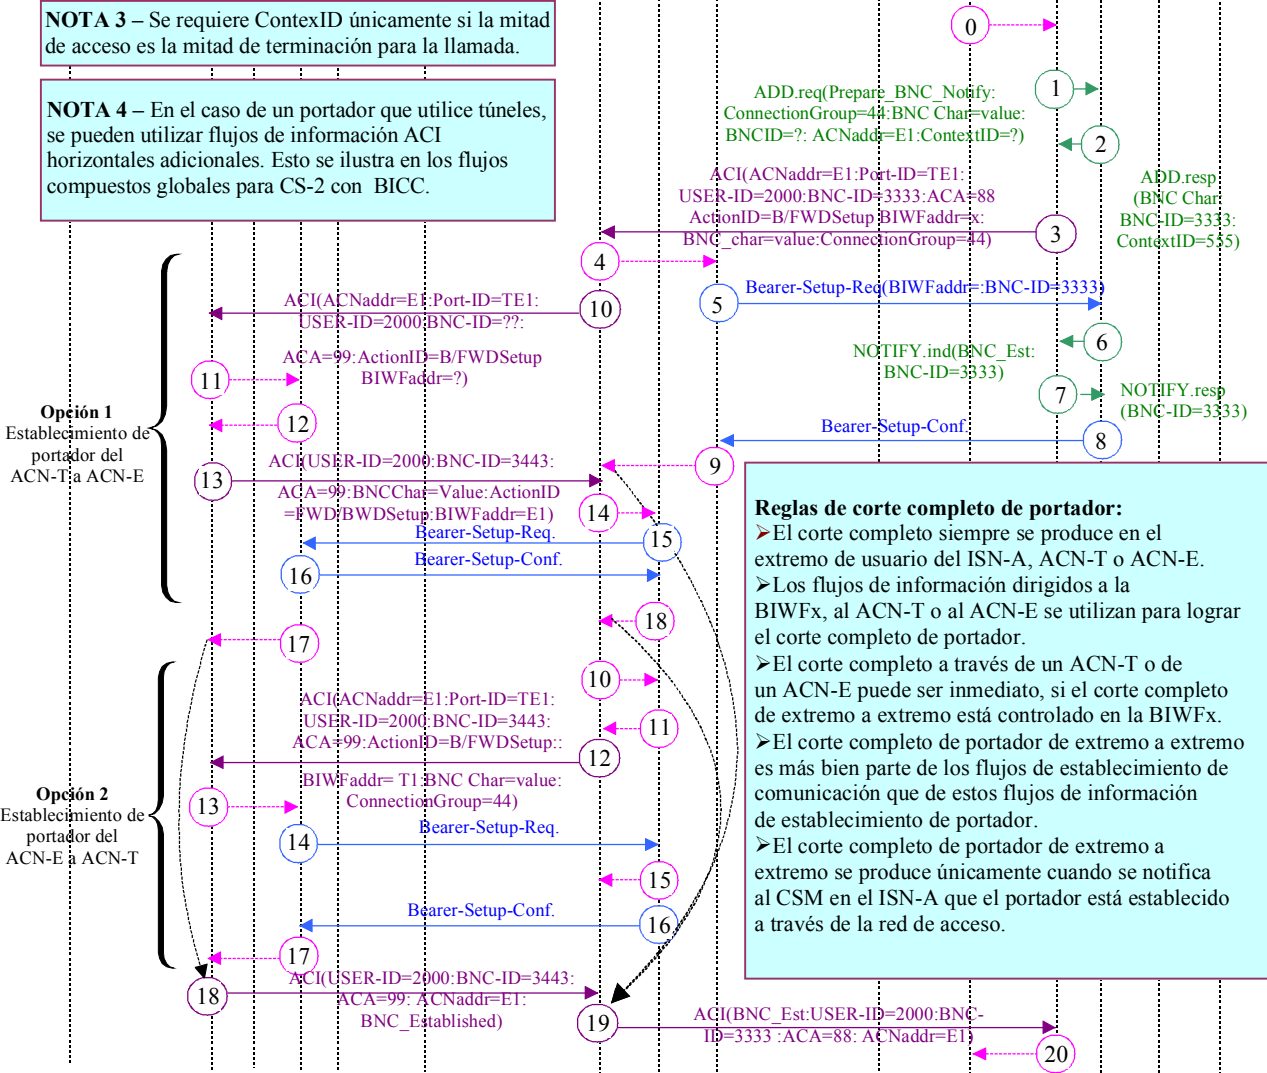 NOTA 3 – Se requiere ContexID únicamente si la mitad
de acceso es la mitad de terminación para la llamada.
NOTA 4 – En el caso de un portador que utilice túneles,
se pueden utilizar flujos de información ACI
horizontales adicionales. Esto se ilustra en los flujos
compuestos globales para CS-2 con BICC.
0
1
ADD.req(Prepare_BNC_Notify:
ConnectionGroup=44:BNC Char=value:
BNCID=?: ACNaddr=E1:ContextID=?)
2
ADD.resp
(BNC Char
BNC-ID=3333:
ContextID=555)
ACI(ACNaddr=E1:Port-ID=TE1:
USER-ID=2000:BNC-ID=3333:ACA=88
ActionID=B/FWDSetup BIWFaddr=x:
BNC_char=value:ConnectionGroup=44)
3
4
5
Bearer-Setup-Req(BIWFaddr=:BNC-ID=3333)
6
NOTIFY.ind(BNC_Est:
BNC-ID=3333)
7
NOTIFY.resp
(BNC-ID=3333)
8
Bearer-Setup-Conf.
9
Opción 1
Establecimiento de
portador del
ACN-T a ACN-E
10
ACI(ACNaddr=E1:Port-ID=TE1:
USER-ID=2000:BNC-ID=??:
ACA=99:ActionID=B/FWDSetup
BIWFaddr=?)
11
12
13
ACI(USER-ID=2000:BNC-ID=3443:
ACA=99:BNCChar=Value:ActionID
=FWD/BWDSetup:BIWFaddr=E1)
14
Bearer-Setup-Req.
15
Bearer-Setup-Conf.
16
17
18
Opción 2
Establecimiento de
portador del
ACN-E a ACN-T
10
11
ACI(ACNaddr=E1:Port-ID=TE1:
USER-ID=2000:BNC-ID=3443:
ACA=99:ActionID=B/FWDSetup::
12
BIWFaddr= T1:BNC Char=value:
ConnectionGroup=44)
13
Bearer-Setup-Req.
14
15
Bearer-Setup-Conf.
16
17
18
ACI(USER-ID=2000:BNC-ID=3443:
ACA=99: ACNaddr=E1:
BNC_Established)
19
ACI(BNC_Est:USER-ID=2000:BNC-
ID=3333 :ACA=88: ACNaddr=E1)
20
Reglas de corte completo de portador:
➢El corte completo siempre se produce en el
extremo de usuario del ISN-A, ACN-T o ACN-E.
➢Los flujos de información dirigidos a la
BIWFx, al ACN-T o al ACN-E se utilizan para lograr
el corte completo de portador.
➢El corte completo a través de un ACN-T o de
un ACN-E puede ser inmediato, si el corte completo
de extremo a extremo está controlado en la BIWFx.
➢El corte completo de portador de extremo a extremo
es más bien parte de los flujos de establecimiento de
comunicación que de estos flujos de información
de establecimiento de portador.
➢El corte completo de portador de extremo a
extremo se produce únicamente cuando se notifica
al CSM en el ISN-A que el portador está establecido
a través de la red de acceso.